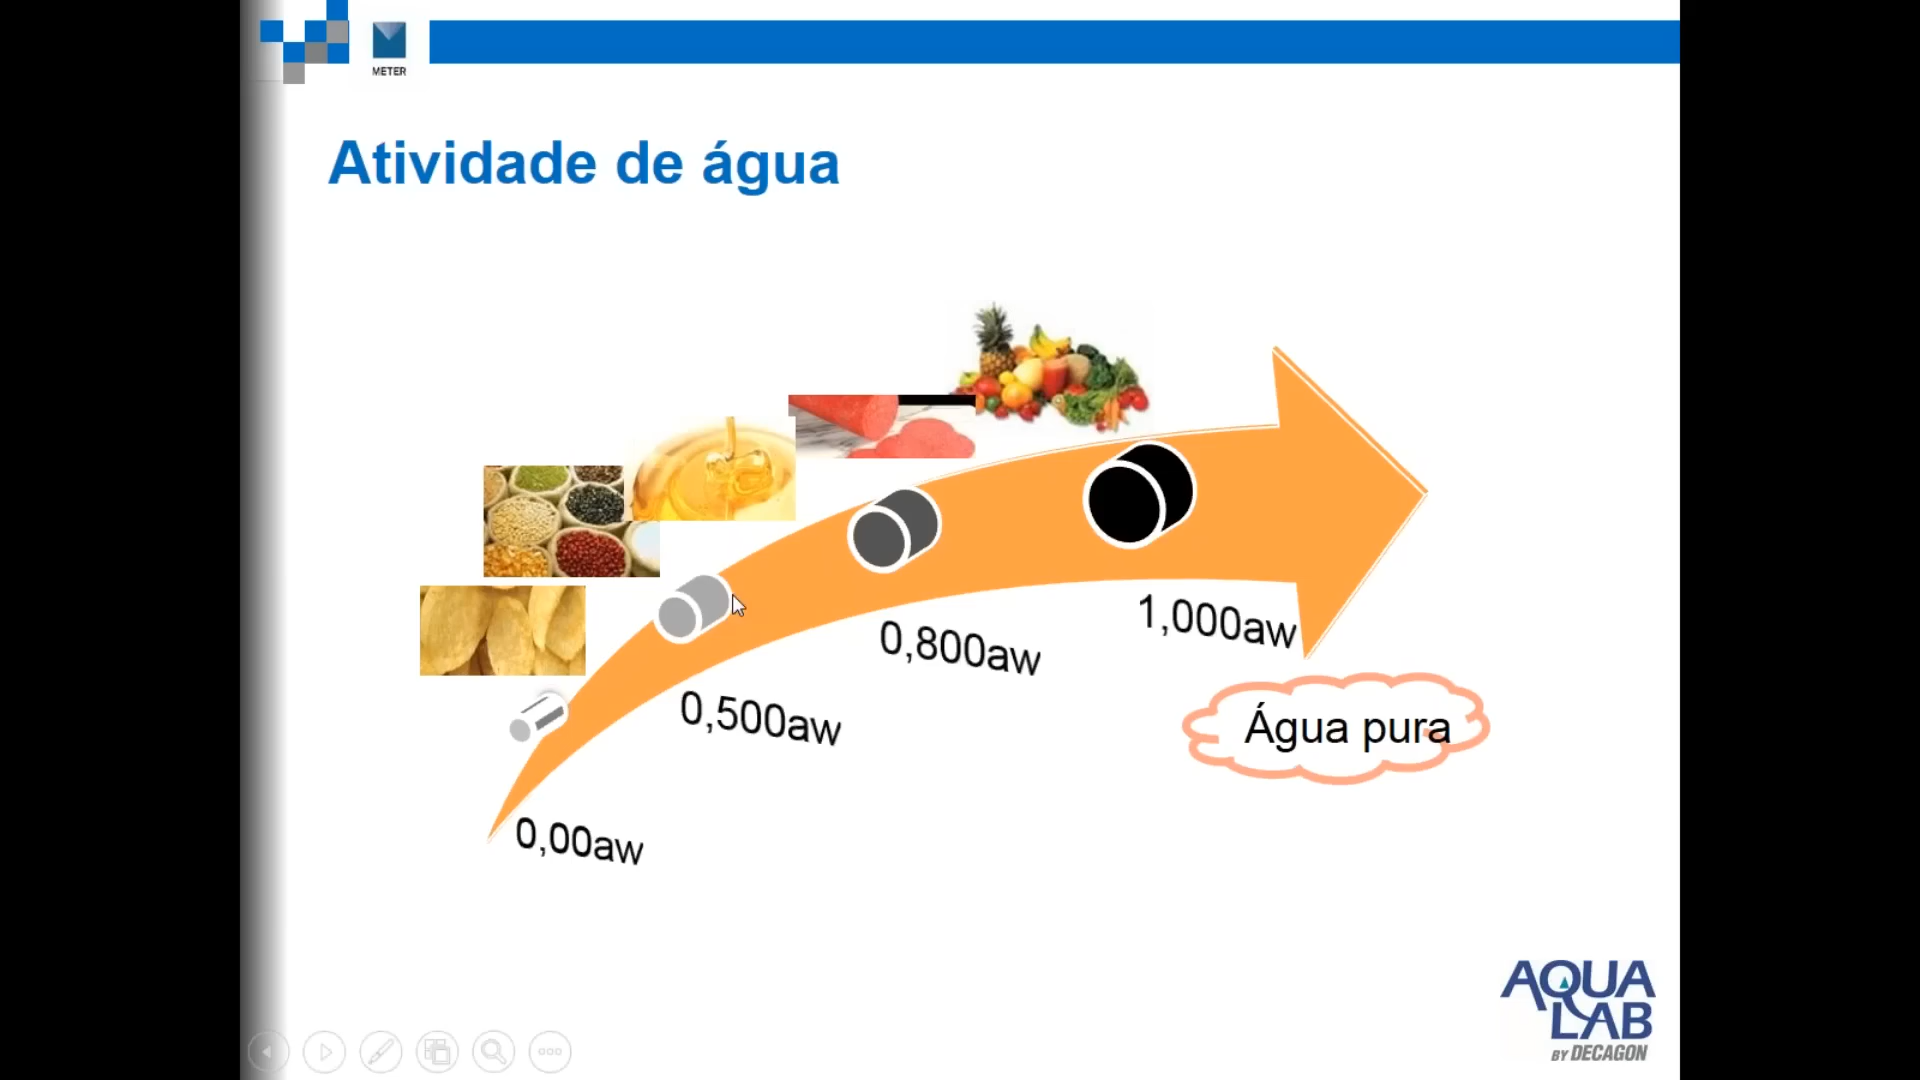 METER
Atividade de água
1,000aw
0,800aw
0,500aw
Água pura
0,00aw
AQUA
LAB
BY DECAGON